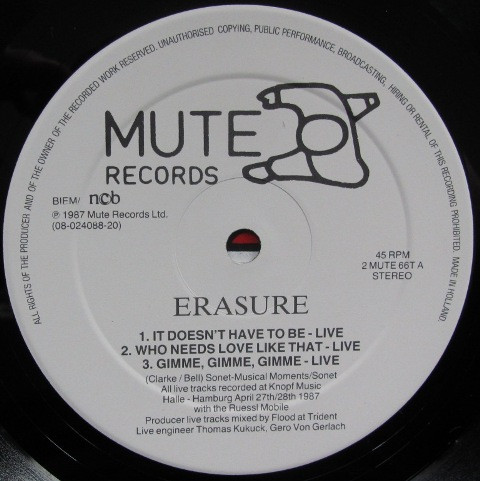 ALL RIGHTS OF THE PRODUCER AND OF THE OWNER OF THE RECORDED WORK RESERVED. UNAUTHORISED COPYING, PUBLIC PERFORMANCE, BROADCASTING, HIRING OR RENTAL OF THIS RECORDING PROHIBITED. MADE IN HOLLAND.
MUTE
RECORDS
BIEM/ ncb
℗ 1987 Mute Records Ltd.
(08-024088-20)
45 RPM
2 MUTE 66T A
STEREO
ERASURE
1. IT DOESN'T HAVE TO BE - LIVE
2. WHO NEEDS LOVE LIKE THAT - LIVE
3. GIMME, GIMME, GIMME - LIVE
(Clarke / Bell) Sonet-Musical Moments/Sonet
All live tracks recorded at Knopf Music
Halle - Hamburg April 27th/28th 1987
with the Ruessl Mobile
Producer live tracks mixed by Flood at Trident
Live engineer Thomas Kukuck, Gero Von Gerlach